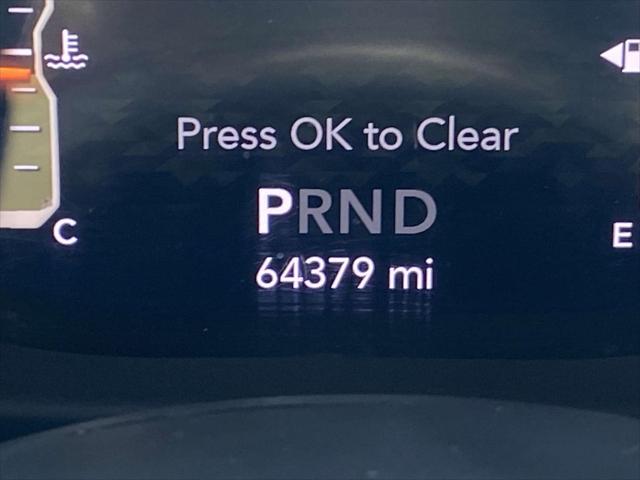 Press OK to Clear
PRND
C
E
64379 mi